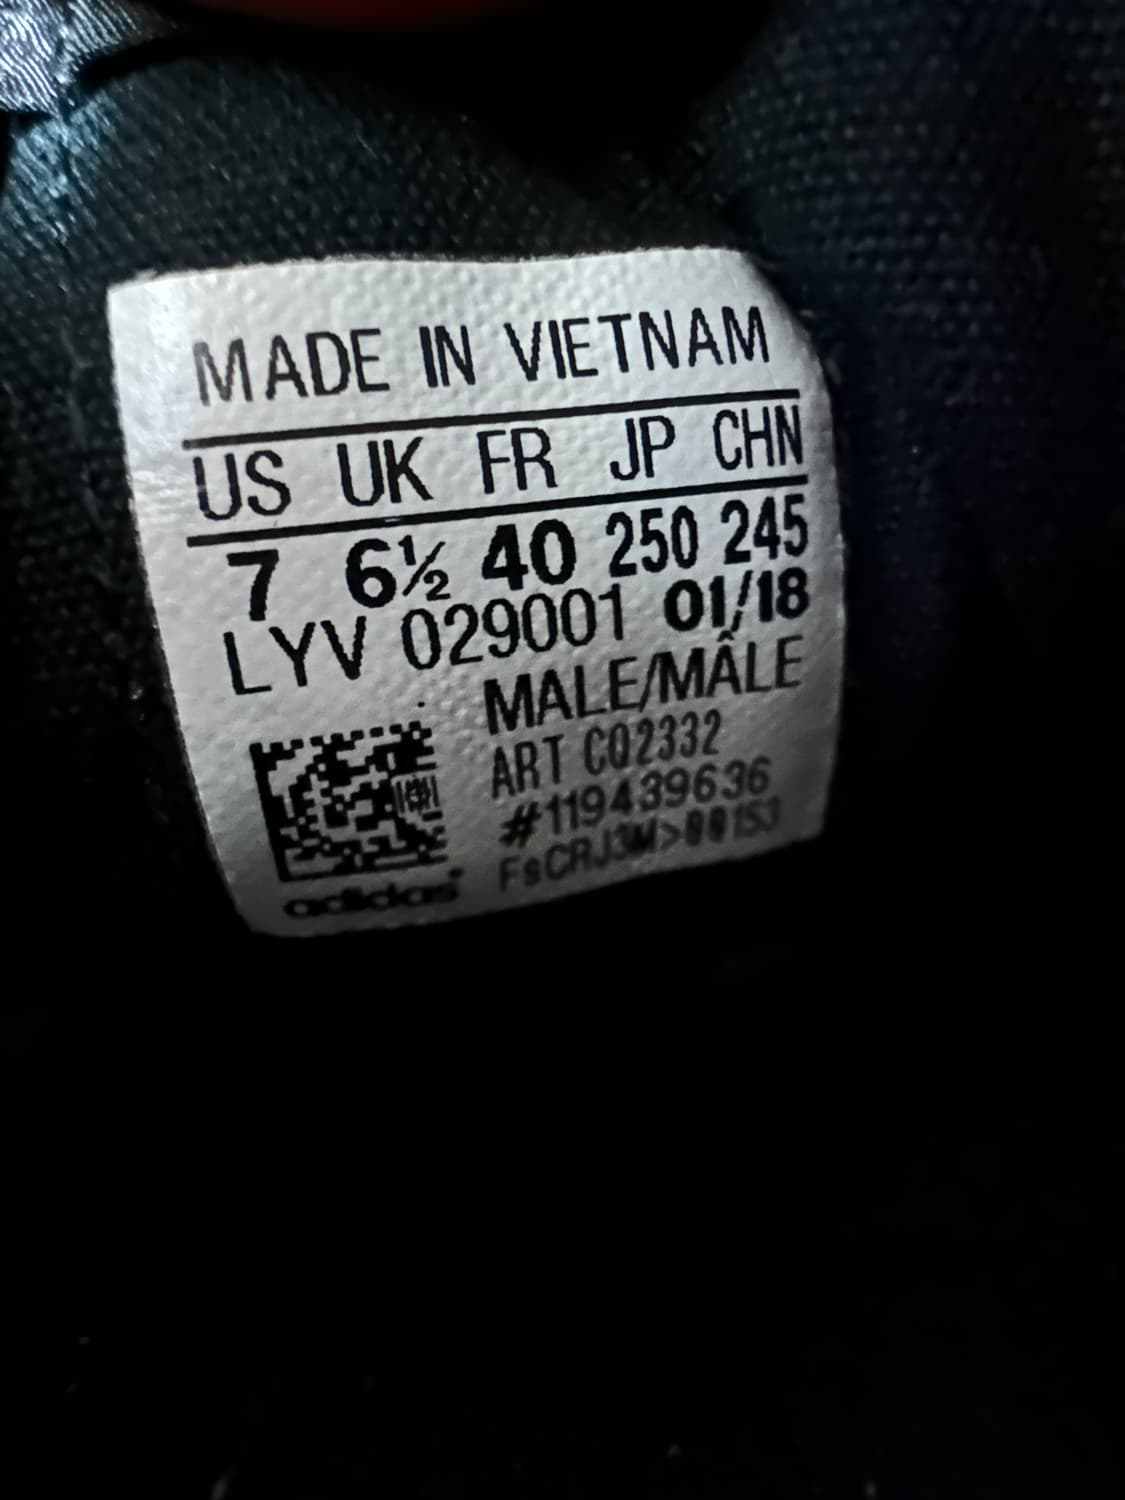 MADE IN VIETNAM
US UK FR JP CHN
7 6½ 40 250 245
LYV 029001 01/18
MALE/MÂLE
ART CQ2332
#119439636
adidas